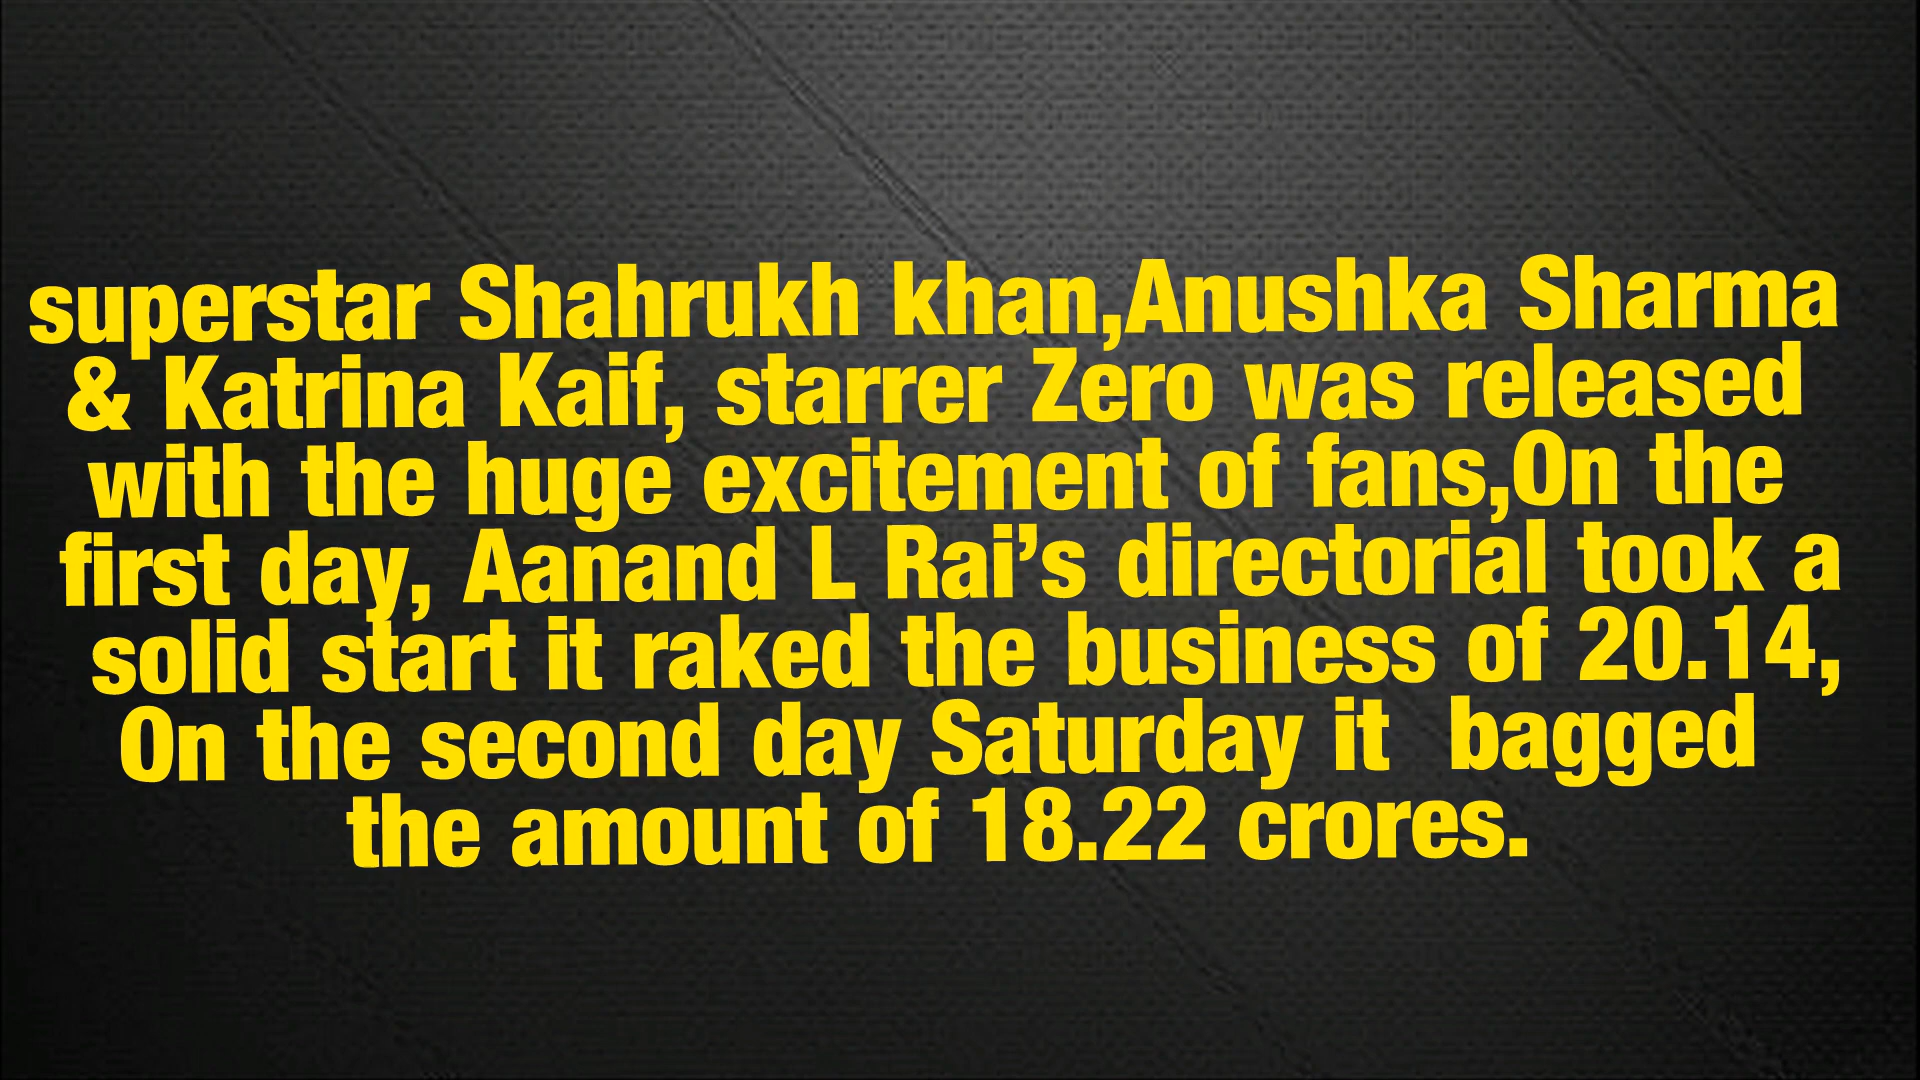 superstar Shahrukh khan,Anushka Sharma
& Katrina Kaif, starrer Zero was released
with the huge excitement of fans,On the
first day, Aanand L Rai’s directorial took a
solid start it raked the business of 20.14,
On the second day Saturday it  bagged
the amount of 18.22 crores.